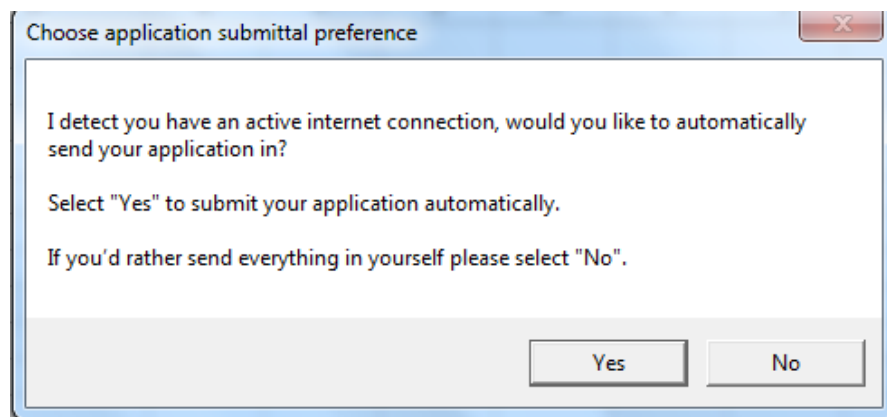 Choose application submittal preference
I detect you have an active internet connection, would you like to automatically
send your application in?
Select "Yes" to submit your application automatically.
If you'd rather send everything in yourself please select "No".
Yes
No